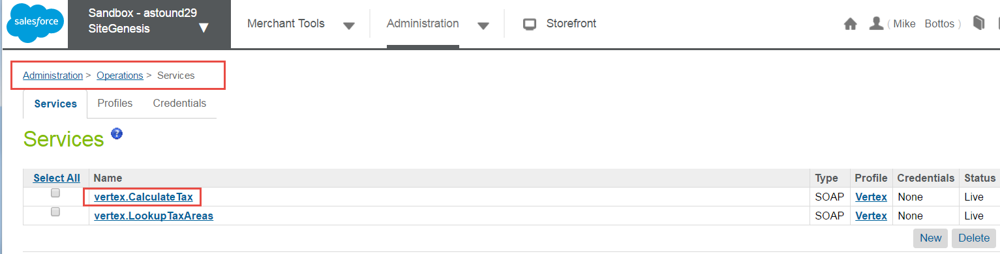 salesforce
Sandbox - astound29
SiteGenesis
Merchant Tools Administration Storefront ( Mike Bottos )
Administration > Operations > Services
Services Profiles Credentials
Services ?
Select All Name Type Profile Credentials Status
vertex.CalculateTax SOAP Vertex None Live
vertex.LookupTaxAreas SOAP Vertex None Live
New Delete